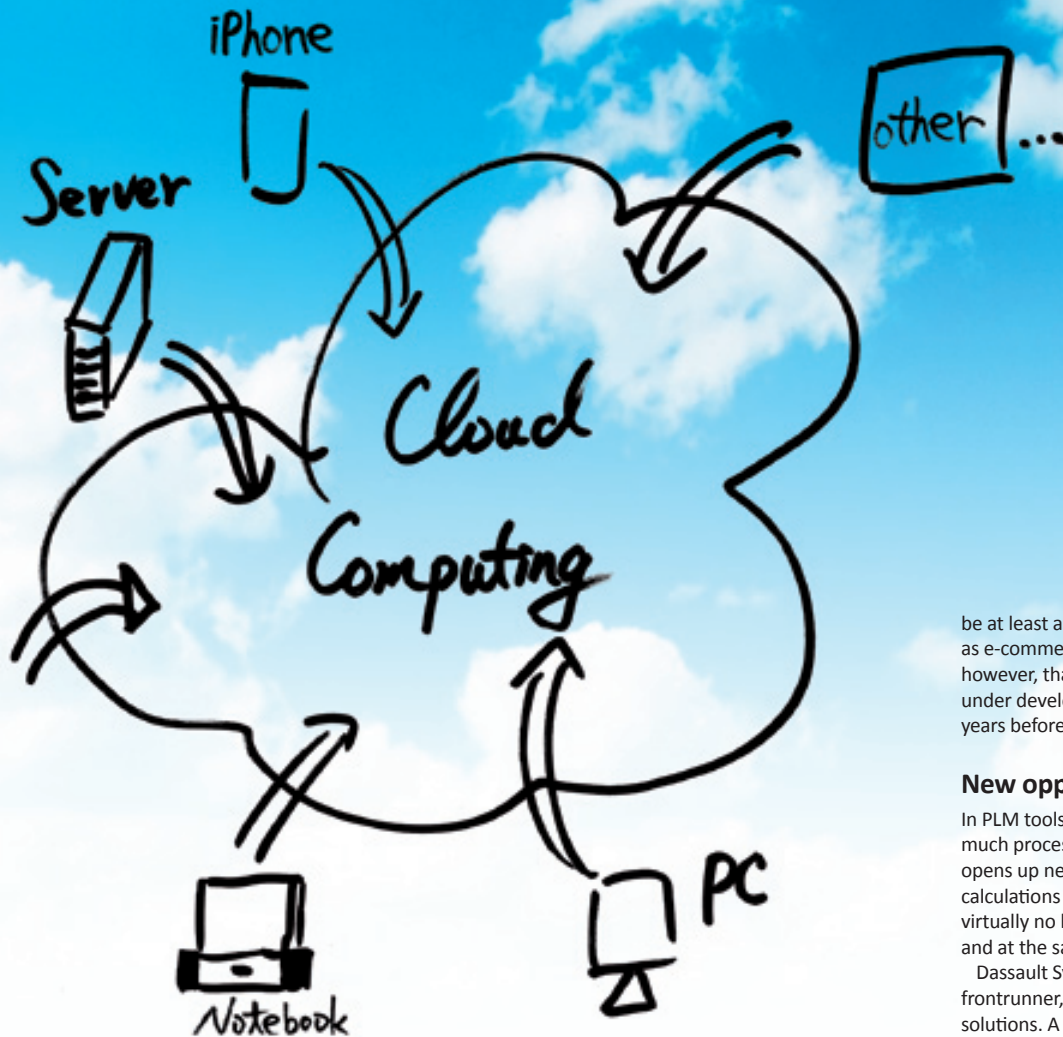 iPhone
other ...
Server
Cloud
Computing
PC
Notebook
be at least a
as e-comme
however, tha
under devel
years before
New opp
In PLM tools
much proces
opens up ne
calculations
virtually no
and at the sa
Dassault S
frontrunner,
solutions. A